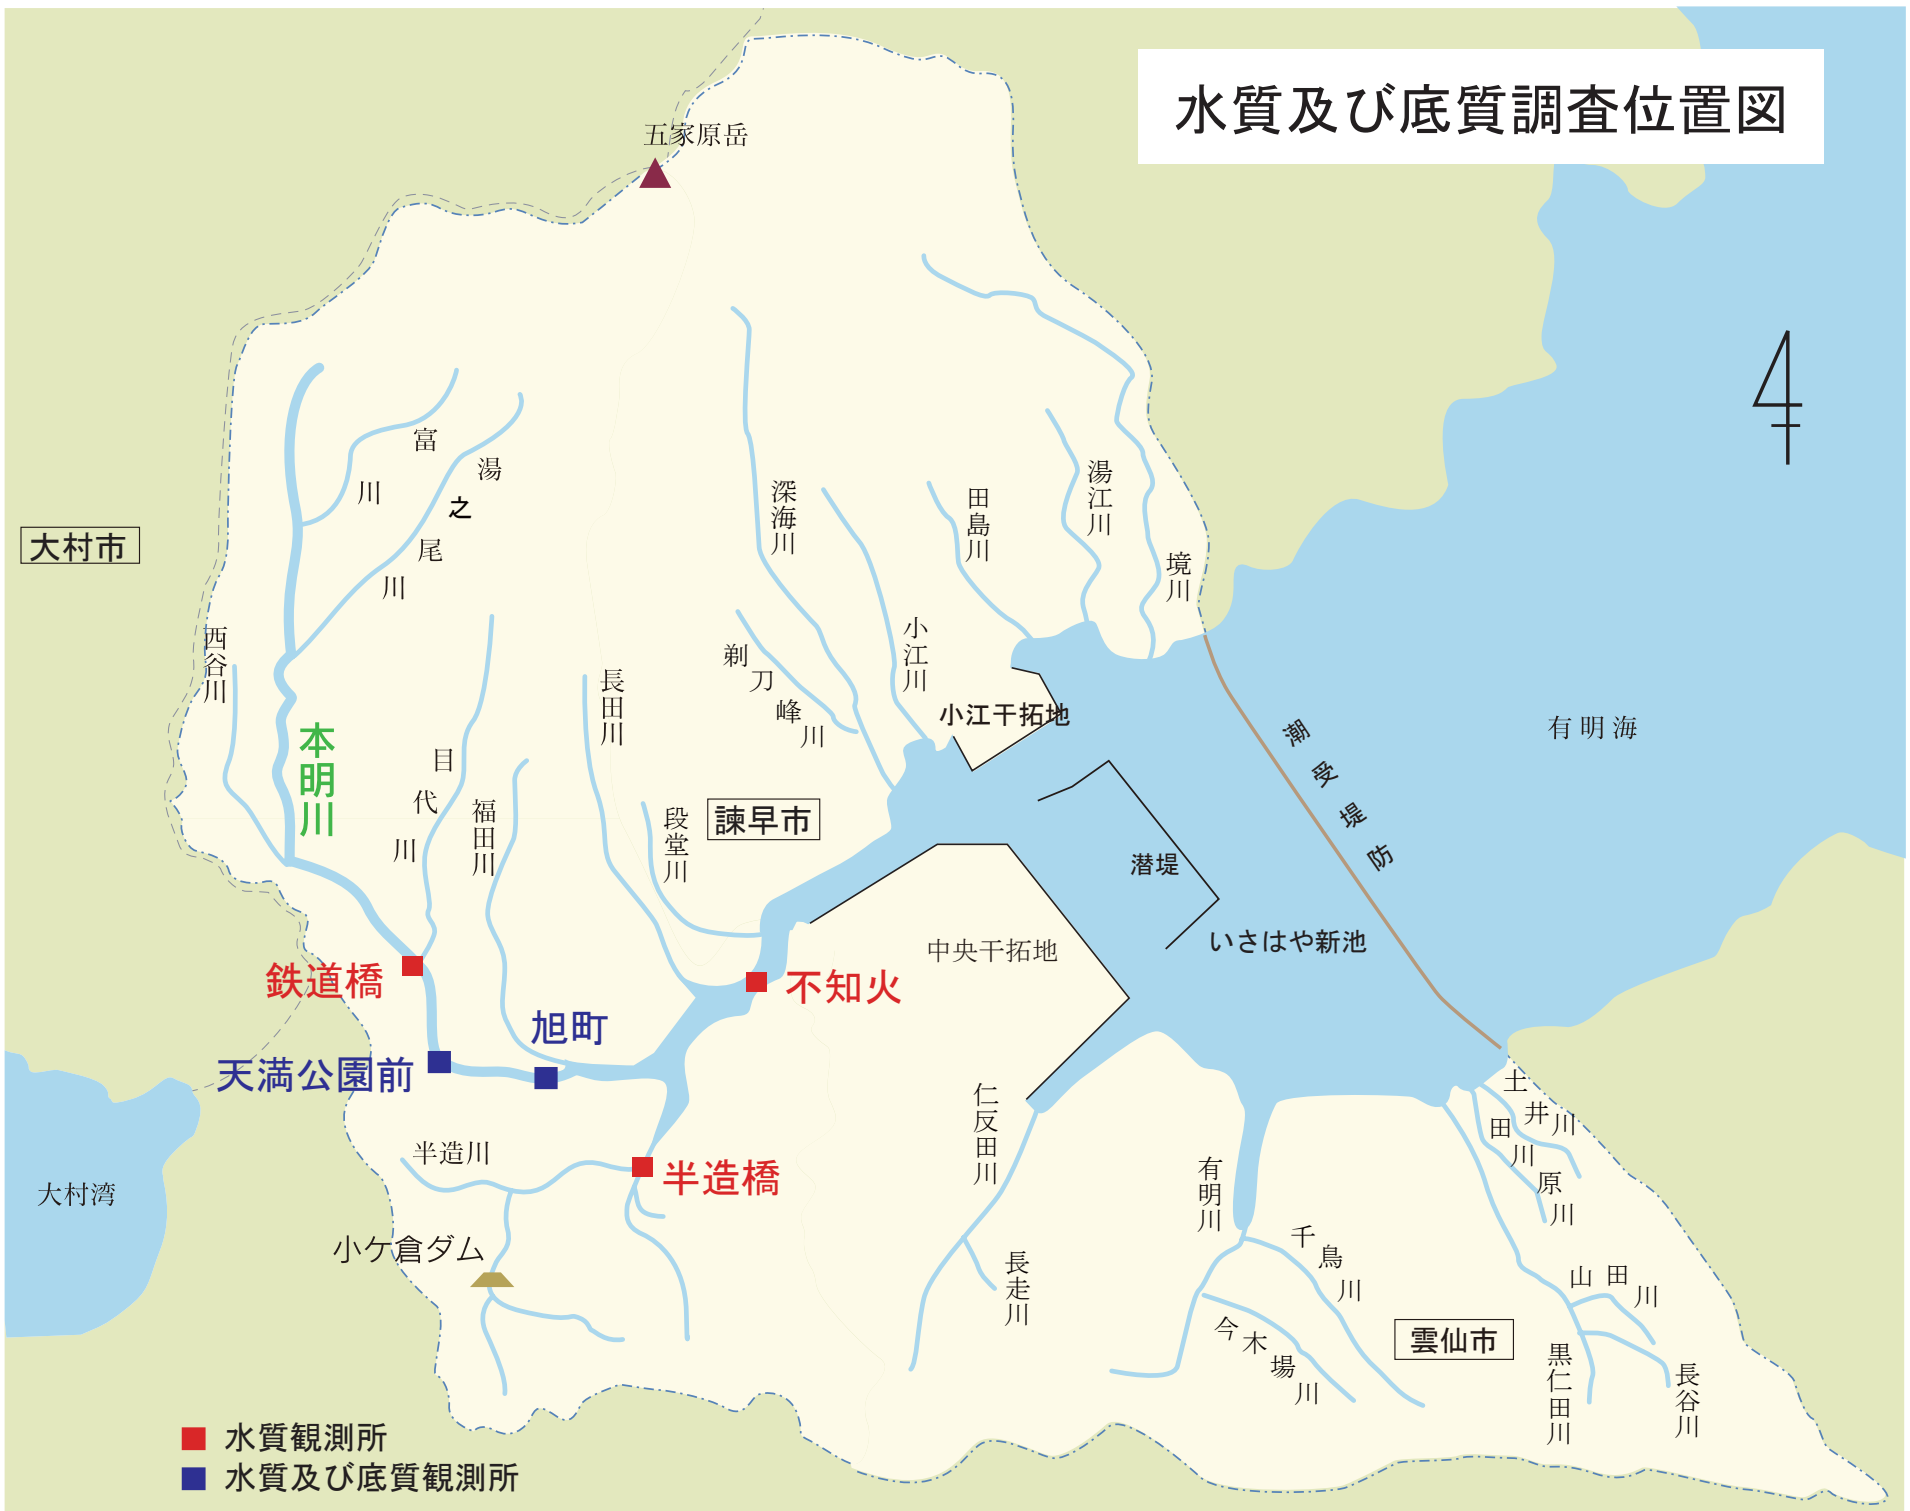 水質及び底質調査位置図
五家原岳
富川
湯之尾川
大村市
西谷川
本明川
目代川
福田川
長田川
段堂川
諫早市
剃刀峰川
深海川
小江川
田島川
湯江川
境川
小江干拓地
潮受堤防
有明海
潜堤
いさはや新池
中央干拓地
鉄道橋
不知火
旭町
天満公園前
半造川
半造橋
大村湾
小ケ倉ダム
仁反田川
長走川
有明川
千鳥川
今木場川
土井川
田川原川
山田川
雲仙市
黒仁田川
長谷川
水質観測所
水質及び底質観測所